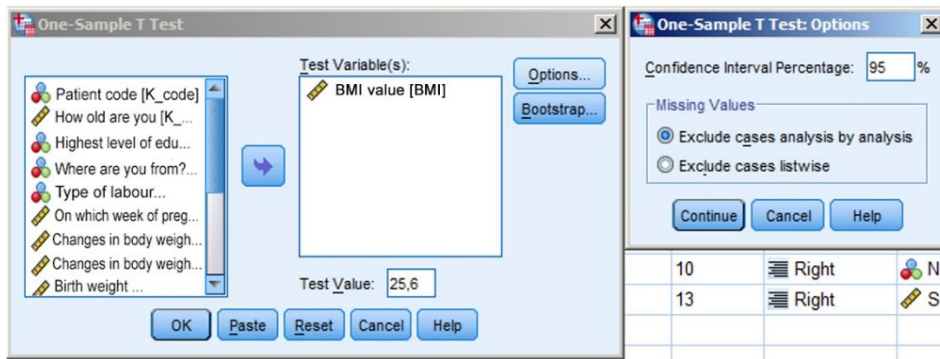 One-Sample T Test
Test Variable(s):
Patient code [K_code]
How old are you [K_...
Highest level of edu...
Where are you from?...
Type of labour...
On which week of preg...
Changes in body weigh...
Changes in body weigh...
Birth weight ...
BMI value [BMI]
Options...
Bootstrap...
Test Value: 25,6
OK Paste Reset Cancel Help
One-Sample T Test: Options
Confidence Interval Percentage: 95 %
Missing Values
Exclude cases analysis by analysis
Exclude cases listwise
Continue Cancel Help
10 Right N
13 Right S